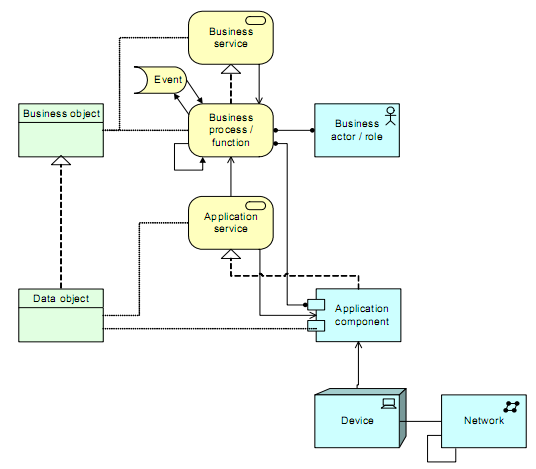 Business
service
Event
Business object
Business
process /
function
Business
actor / role
Application
service
Data object
Application
component
Device
Network